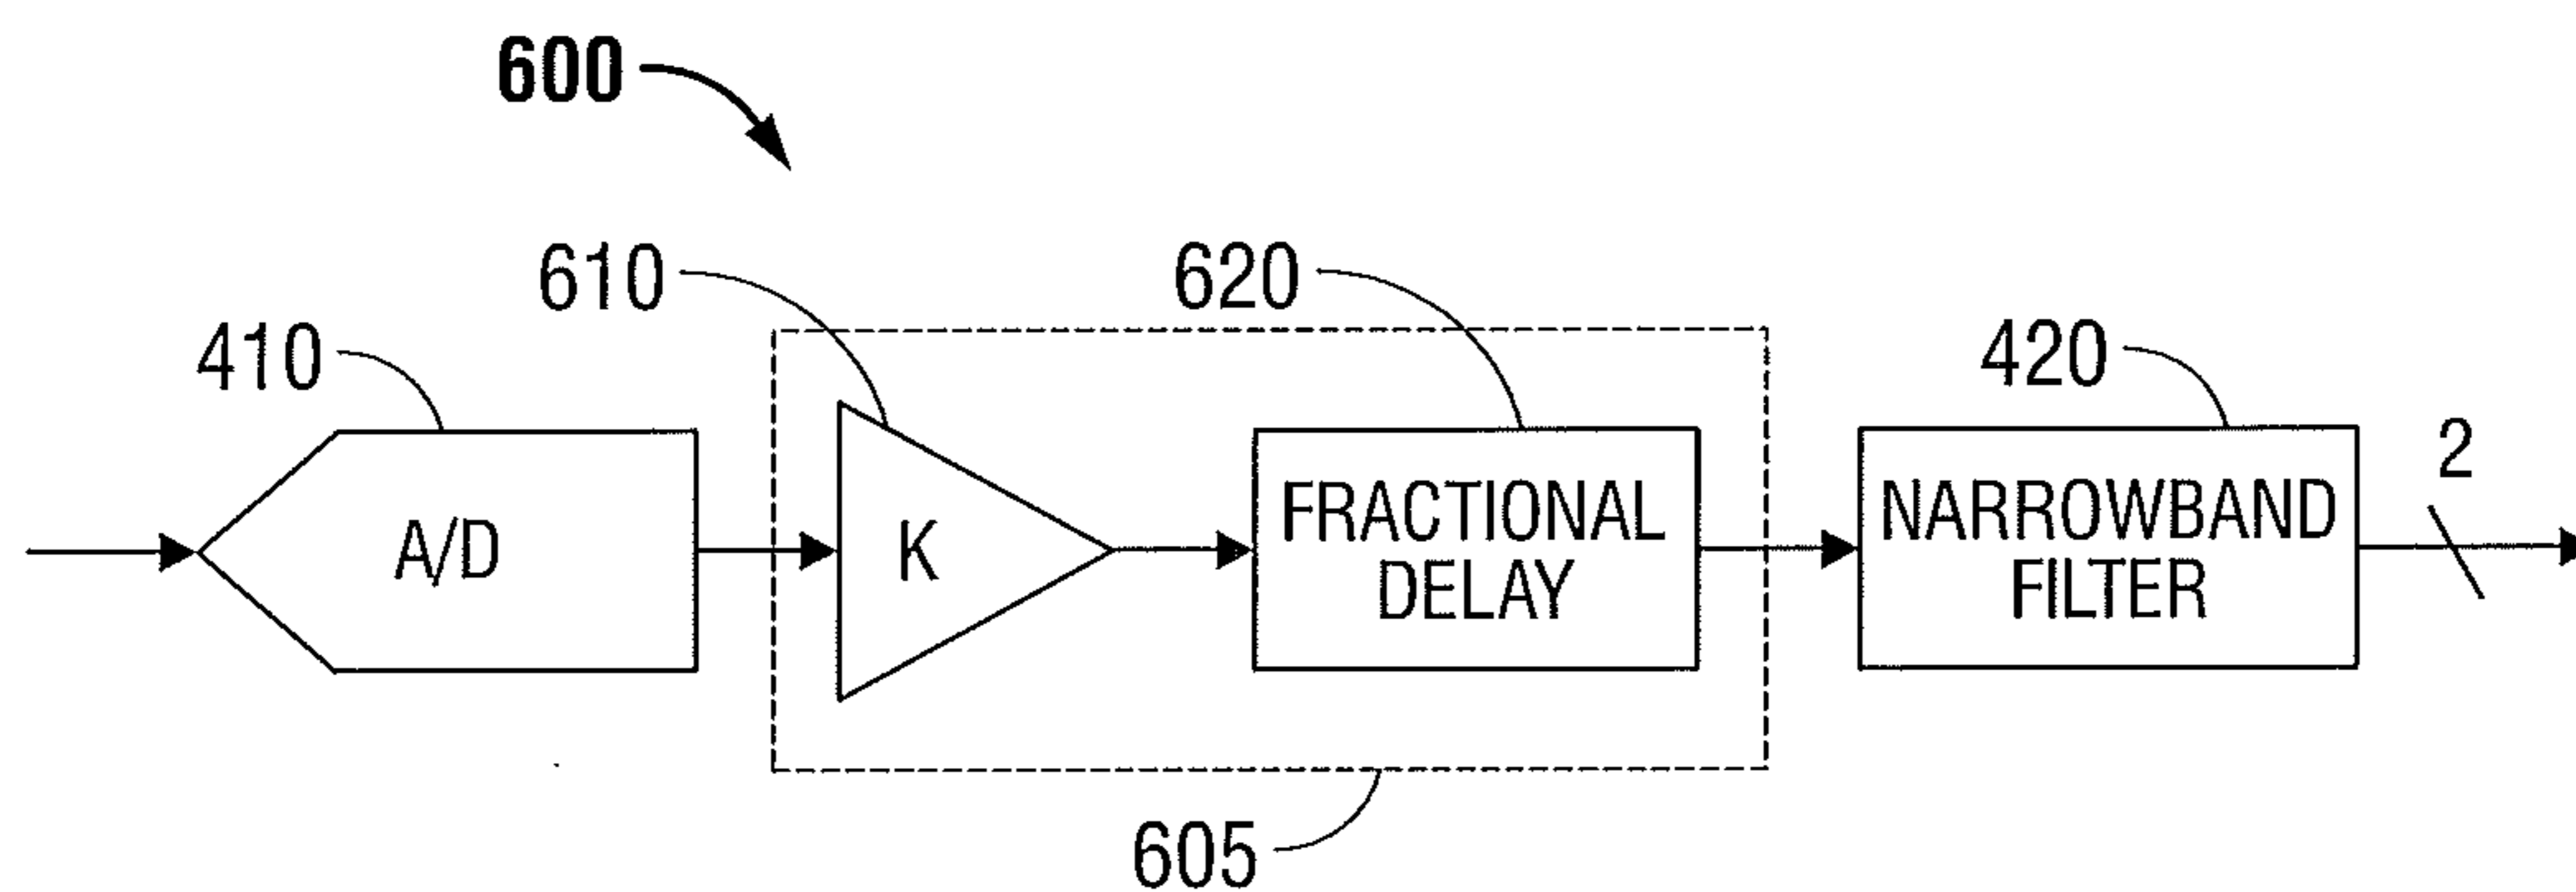 600
610
620
410
420
2
A/D
K
FRACTIONAL
DELAY
NARROWBAND
FILTER
605